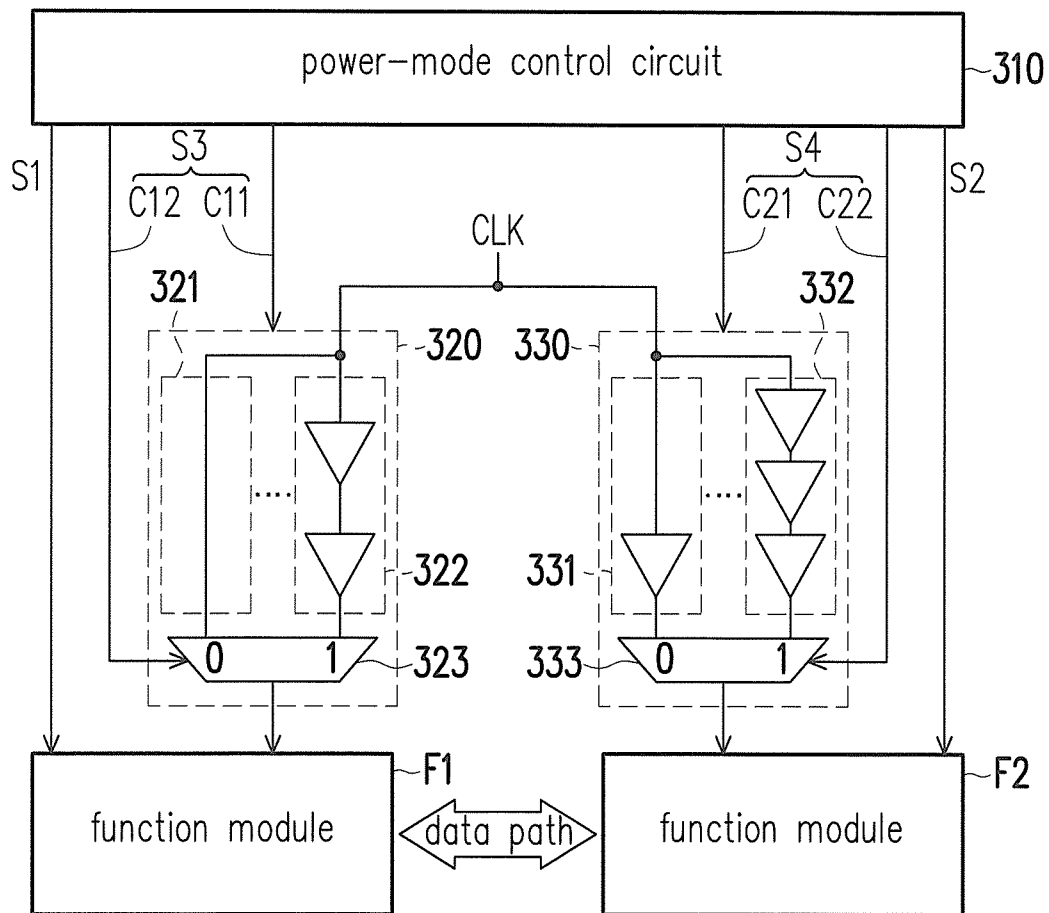 power-mode control circuit
310
S1
S3
C12 C11
S4
C21 C22
S2
CLK
321
332
320
330
322
331
0 1
323
333
0 1
F1
F2
function module
data path
function module